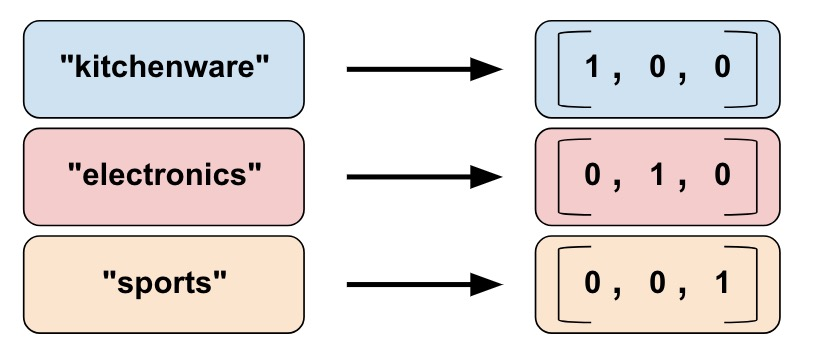 "kitchenware" [1, 0, 0]
"electronics" [0, 1, 0]
"sports" [0, 0, 1]